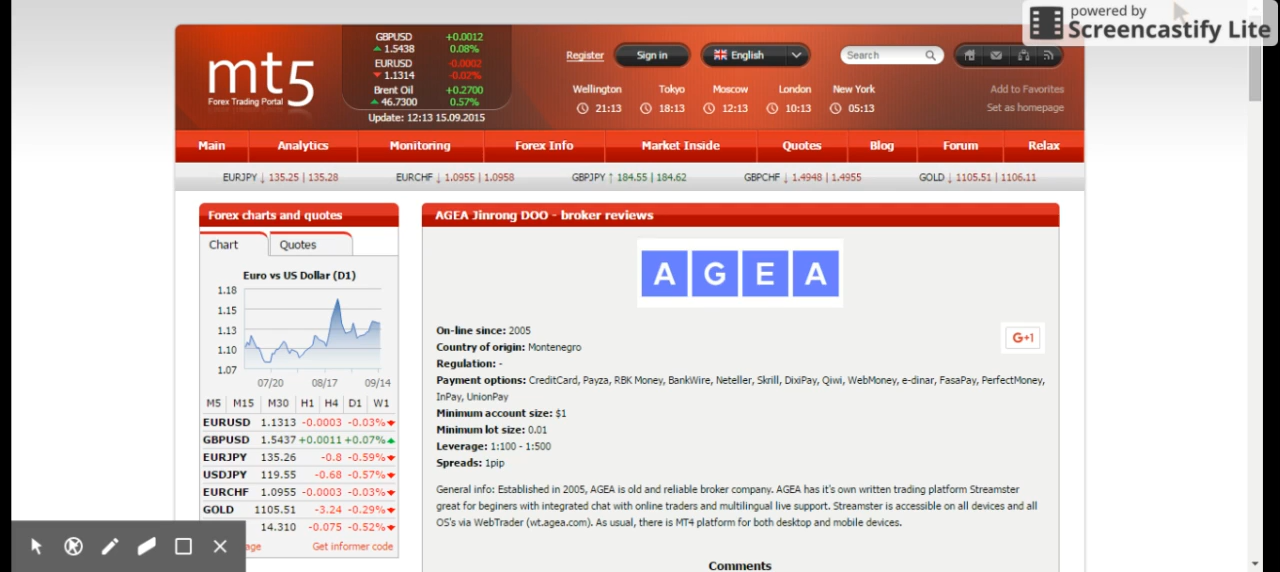 powered by
Screencastify Lite
mt5
Forex Trading Portal
GBPUSD +0.0012
1.5438 0.08%
EURUSD -0.0002
1.1314 -0.02%
Brent Oil +0.2700
46.7300 0.57%
Update: 12:13 15.09.2015
Register Sign in English Search
Wellington Tokyo Moscow London New York Add to Favorites
21:13 18:13 12:13 10:13 05:13 Set as homepage
Main Analytics Monitoring Forex Info Market Inside Quotes Blog Forum Relax
EURJPY ↓ 135.25 | 135.28 EURCHF ↓ 1.0955 | 1.0958 GBPJPY ↑ 184.55 | 184.62 GBPCHF ↓ 1.4948 | 1.4955 GOLD ↓ 1105.51 | 1106.11
Forex charts and quotes
Chart Quotes
Euro vs US Dollar (D1)
1.18
1.15
1.13
1.10
1.07
07/20 08/17 09/14
M5 M15 M30 H1 H4 D1 W1
EURUSD 1.1313 -0.0003 -0.03%
GBPUSD 1.5437 +0.0011 +0.07%
EURJPY 135.26 -0.8 -0.59%
USDJPY 119.55 -0.68 -0.57%
EURCHF 1.0955 -0.0003 -0.03%
GOLD 1105.51 -3.24 -0.29%
14.310 -0.075 -0.52%
Get informer code
AGEA Jinrong DOO - broker reviews
AGEA
On-line since: 2005
G+1
Country of origin: Montenegro
Regulation: -
Payment options: CreditCard, Payza, RBK Money, BankWire, Neteller, Skrill, DixiPay, Qiwi, WebMoney, e-dinar, FasaPay, PerfectMoney,
InPay, UnionPay
Minimum account size: $1
Minimum lot size: 0.01
Leverage: 1:100 - 1:500
Spreads: 1pip
General info: Established in 2005, AGEA is old and reliable broker company. AGEA has it's own written trading platform Streamster
great for beginers with integrated chat with online traders and multilingual live support. Streamster is accessible on all devices and all
OS's via WebTrader (wt.agea.com). As usual, there is MT4 platform for both desktop and mobile devices.
Comments